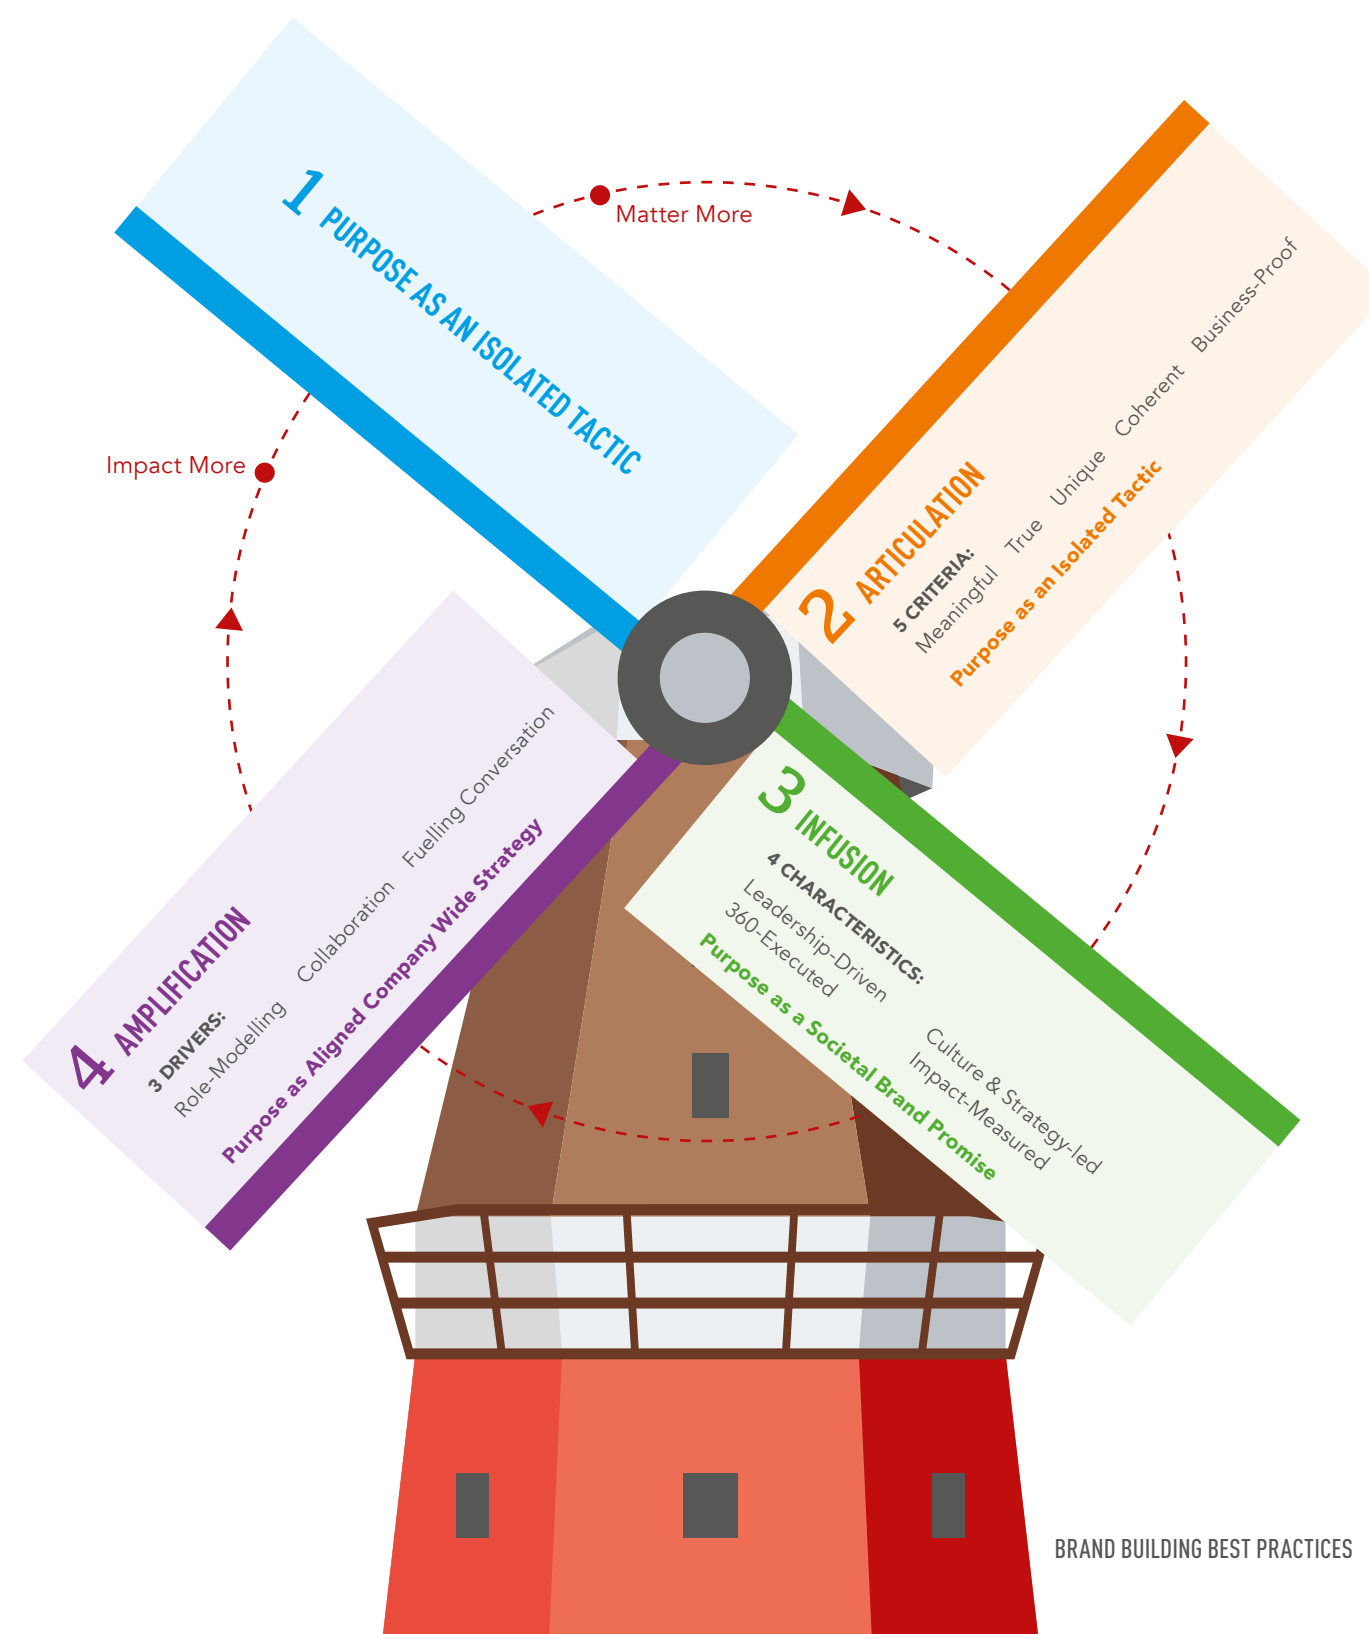 1 PURPOSE AS AN ISOLATED TACTIC
Matter More
2 ARTICULATION
5 CRITERIA:
Meaningful True Unique Coherent Business-Proof
Purpose as an Isolated Tactic
3 INFUSION
4 CHARACTERISTICS:
Leadership-Driven Culture & Strategy-led
360-Executed Impact-Measured
Purpose as a Societal Brand Promise
4 AMPLIFICATION
3 DRIVERS:
Role-Modelling Collaboration Fuelling Conversation
Purpose as Aligned Company Wide Strategy
Impact More
BRAND BUILDING BEST PRACTICES